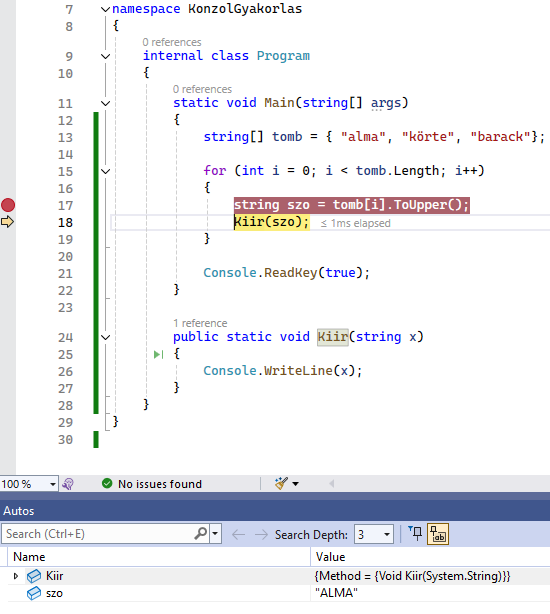 7 namespace KonzolGyakorlas
8 {
0 references
9 internal class Program
10 {
0 references
11 static void Main(string[] args)
12 {
13 string[] tomb = { "alma", "körte", "barack"};
14
15 for (int i = 0; i < tomb.Length; i++)
16 {
17 string szo = tomb[i].ToUpper();
18 Kiir(szo); ≤ 1ms elapsed
19 }
20
21 Console.ReadKey(true);
22 }
23
1 reference
24 public static void Kiir(string x)
25 {
26 Console.WriteLine(x);
27 }
28 }
29 }
30
100 % No issues found
Autos
Search (Ctrl+E) Search Depth: 3
Name Value
Kiir {Method = {Void Kiir(System.String)}}
szo "ALMA"